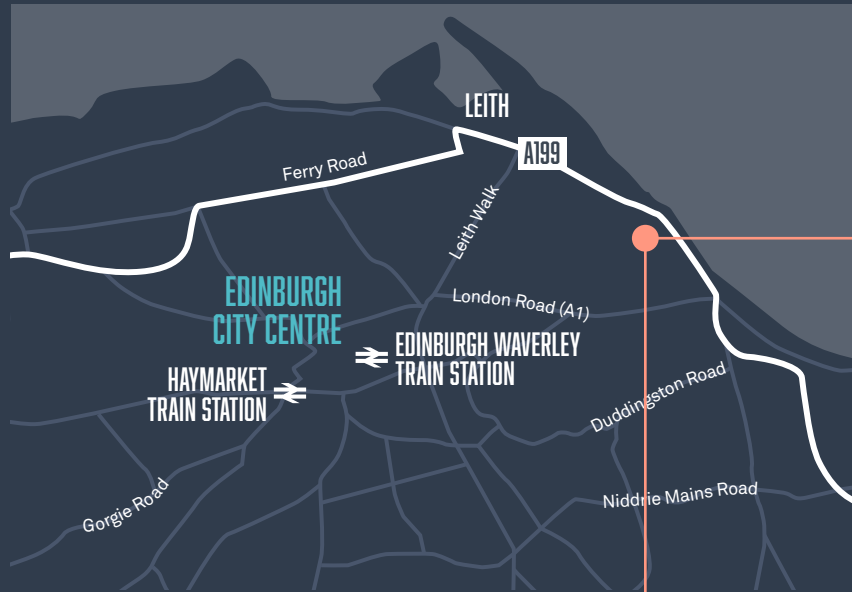 LEITH
A199
Ferry Road
Leith Walk
EDINBURGH
CITY CENTRE
London Road (A1)
EDINBURGH WAVERLEY
TRAIN STATION
HAYMARKET
TRAIN STATION
Duddingston Road
Gorgie Road
Niddrie Mains Road